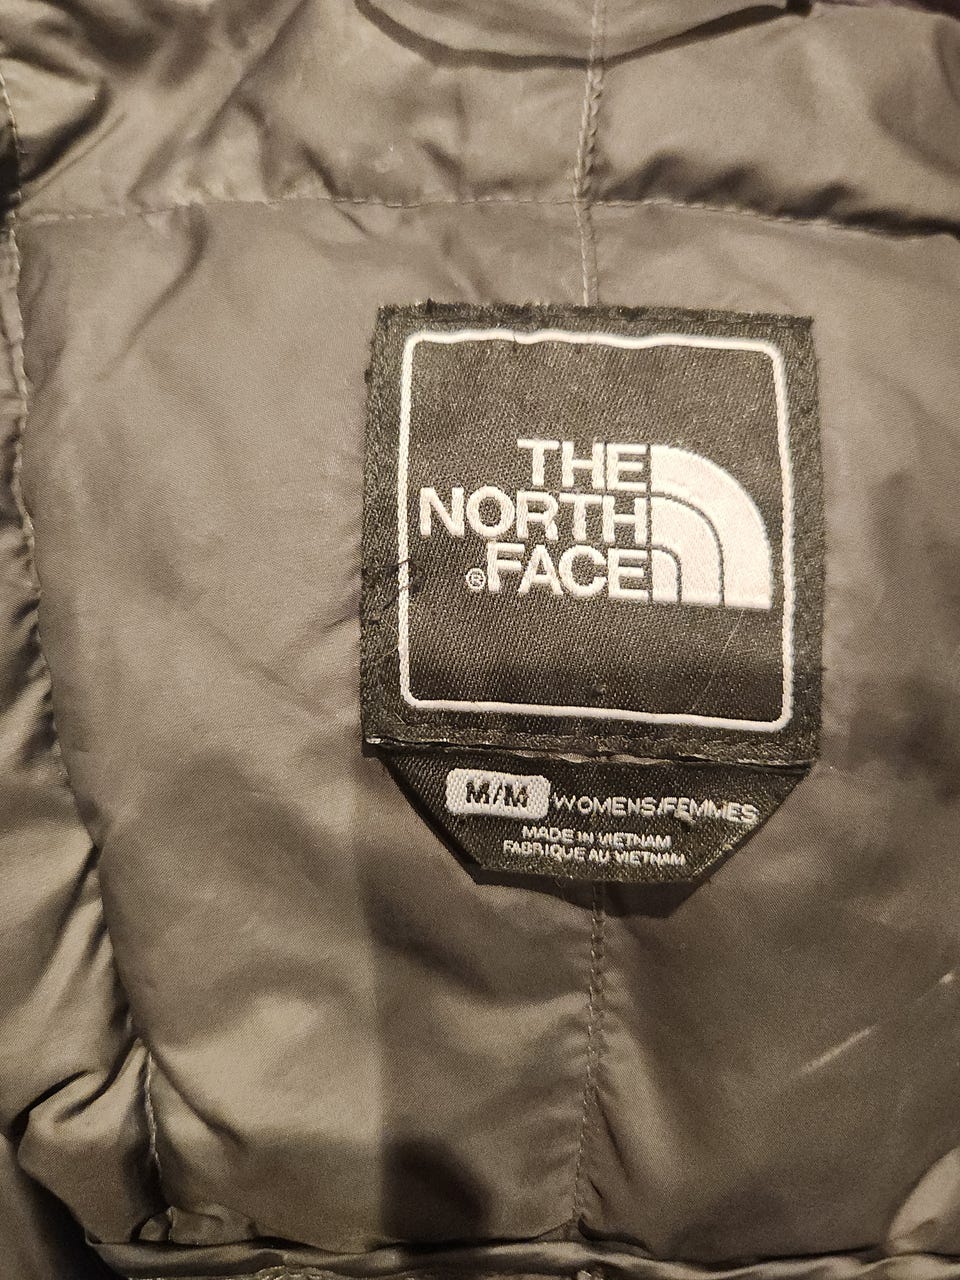 THE
NORTH
®FACE
M/M WOMENS/FEMMES
MADE IN VIETNAM
FABRIQUE AU VIETNAM